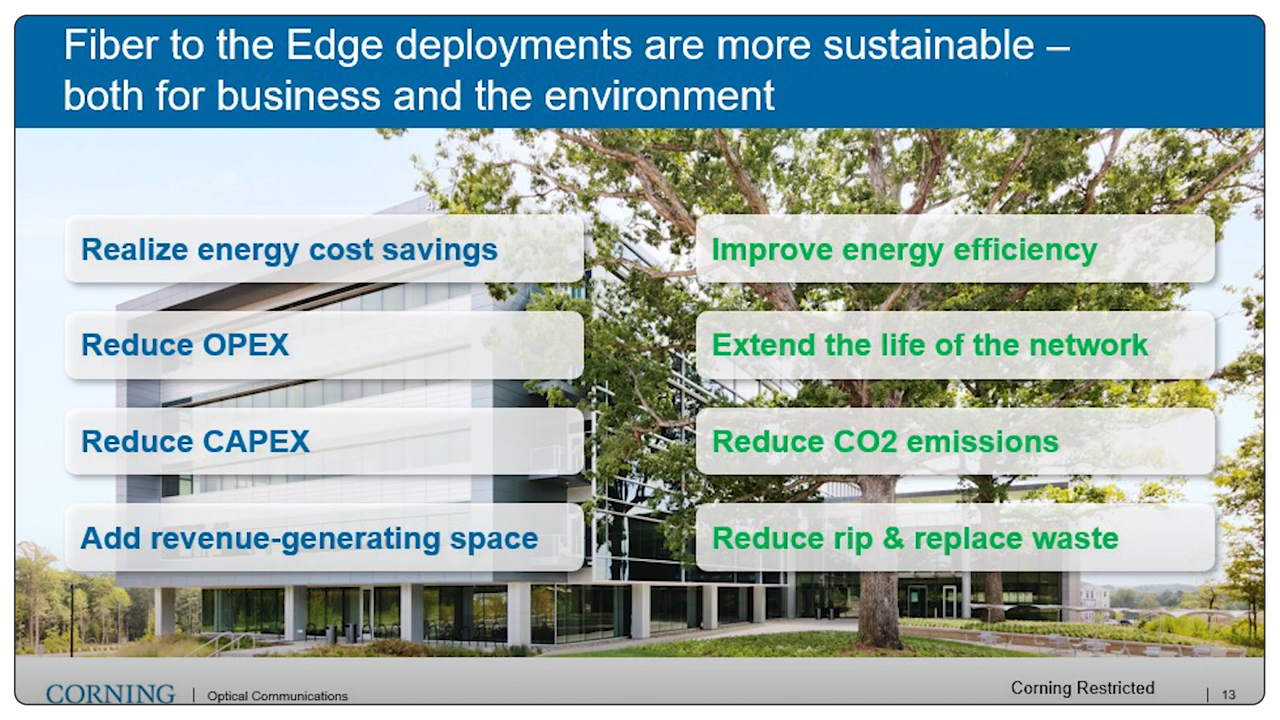 Fiber to the Edge deployments are more sustainable –
both for business and the environment
Realize energy cost savings
Reduce OPEX
Reduce CAPEX
Add revenue-generating space
Improve energy efficiency
Extend the life of the network
Reduce CO2 emissions
Reduce rip & replace waste
CORNING | Optical Communications
Corning Restricted | 13